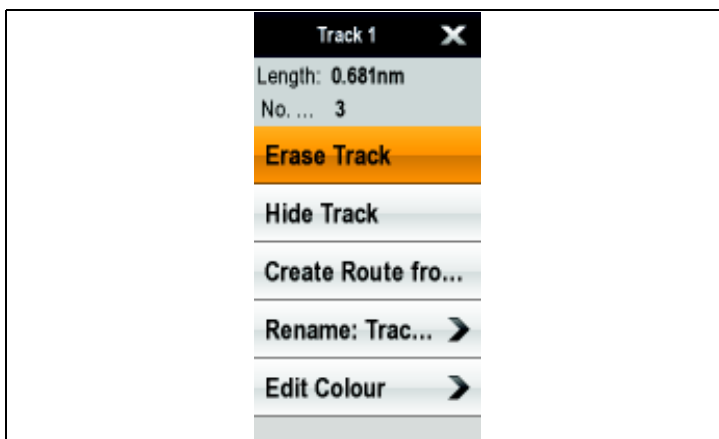 Track 1
Length: 0.681nm
No. ... 3
Erase Track
Hide Track
Create Route fro...
Rename: Trac...
Edit Colour